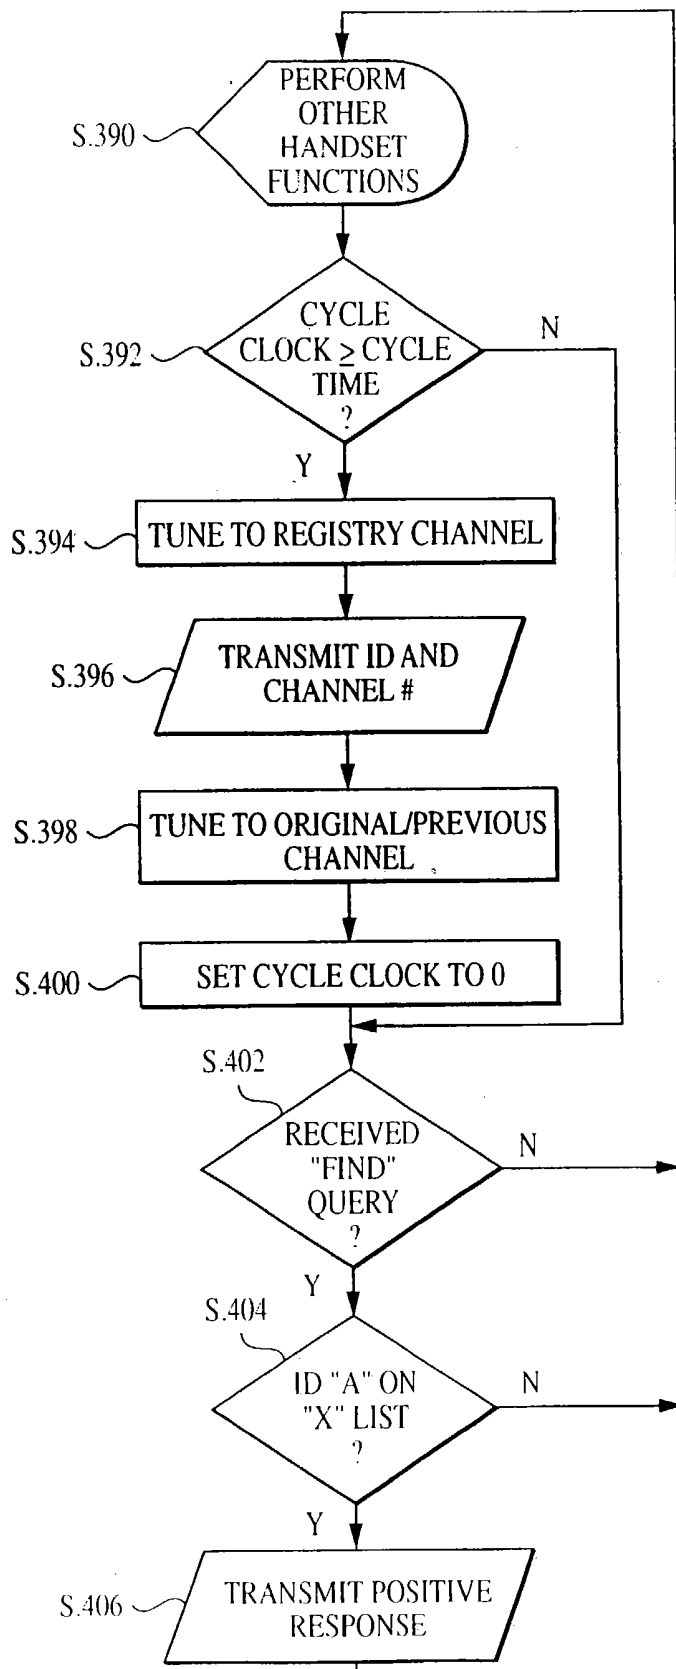 PERFORM
OTHER
HANDSET
FUNCTIONS
S.390
CYCLE
CLOCK ≥ CYCLE
TIME
?
S.392
N
Y
TUNE TO REGISTRY CHANNEL
S.394
TRANSMIT ID AND
CHANNEL #
S.396
TUNE TO ORIGINAL/PREVIOUS
CHANNEL
S.398
SET CYCLE CLOCK TO 0
S.400
S.402
RECEIVED
"FIND"
QUERY
?
N
Y
S.404
ID "A" ON
"X" LIST
?
N
Y
TRANSMIT POSITIVE
RESPONSE
S.406